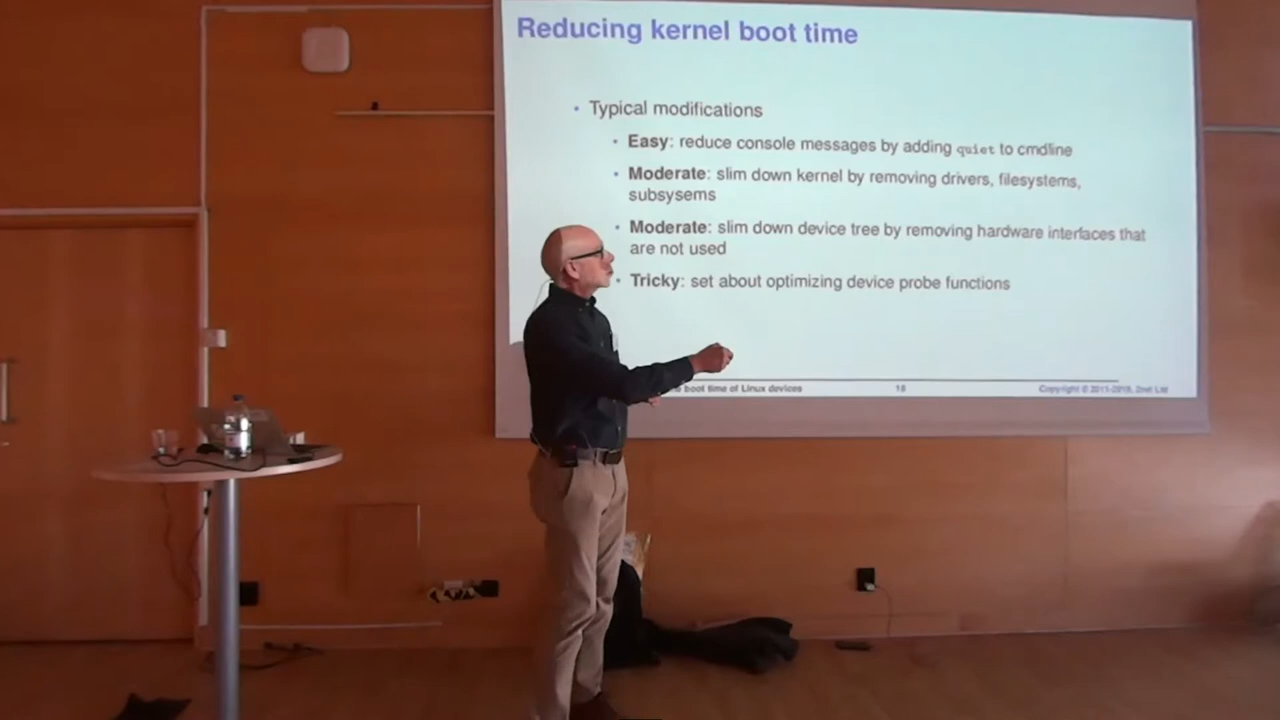 Reducing kernel boot time
• Typical modifications
• Easy: reduce console messages by adding quiet to cmdline
• Moderate: slim down kernel by removing drivers, filesystems,
subsysems
• Moderate: slim down device tree by removing hardware interfaces that
are not used
• Tricky: set about optimizing device probe functions
boot time of Linux devices
Copyright © 2011-2019, 2net Ltd